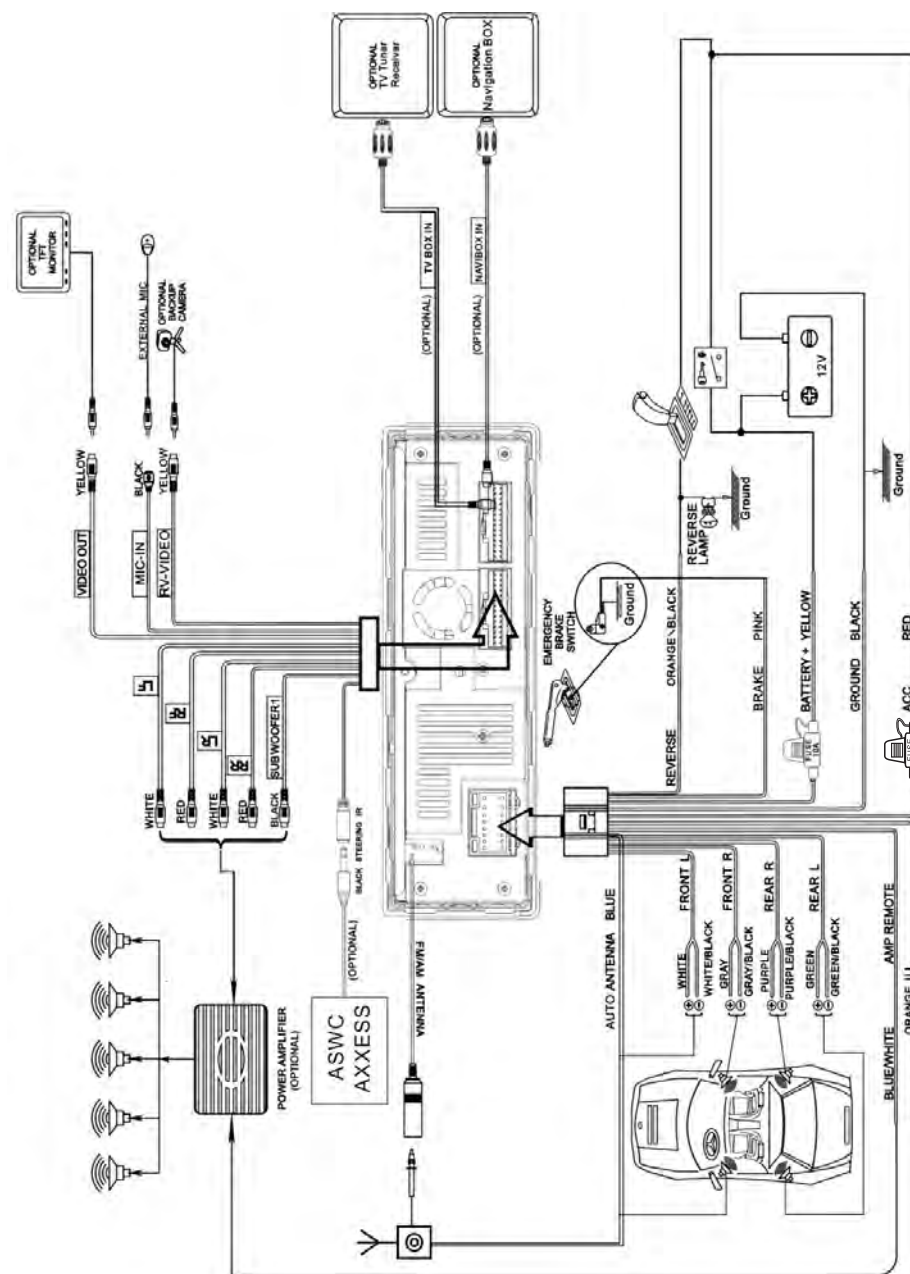 OPTIONAL
TV Tuner
Receiver
OPTIONAL
Navigation BOX
OPTIONAL
TFT
MONITOR
EXTERNAL MIC
OPTIONAL
BACKUP
CAMERA
TV BOX IN
(OPTIONAL)
NAVIBOX IN
(OPTIONAL)
YELLOW
BLACK
YELLOW
VIDEO OUT
MIC-IN
RV-VIDEO
LF
RF
LR
RR
SUBWOOFER1
WHITE
RED
WHITE
RED
BLACK
BLACK STEERING IR
(OPTIONAL)
ASWC
AXXESS
FM/AM ANTENNA
POWER AMPLIFIER
(OPTIONAL)
12V
Ground
REVERSE
LAMP
Ground
EMERGENCY
BRAKE
SWITCH
Ground
REVERSE ORANGE\BLACK
BRAKE PINK
BATTERY + YELLOW
FUSE
10A
GROUND BLACK
ACC RED
FUSE
AUTO ANTENNA BLUE
WHITE FRONT L
WHITE/BLACK
GRAY FRONT R
GRAY/BLACK
PURPLE REAR R
PURPLE/BLACK
GREEN REAR L
GREEN/BLACK
BLUE/WHITE AMP REMOTE
ORANGE ILL